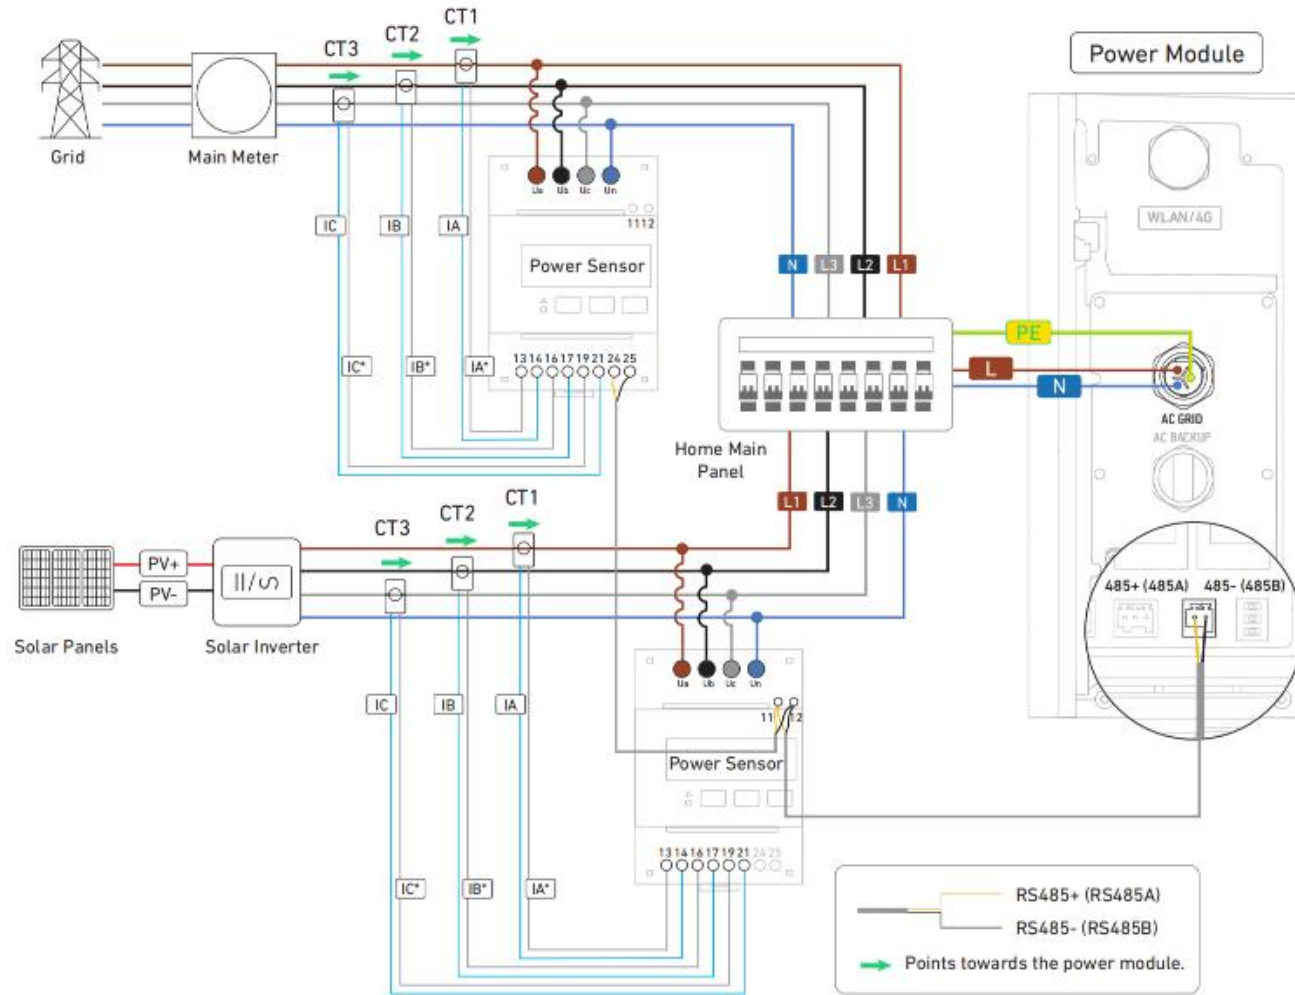 CT1
CT2
CT3
Power Module
Grid
Main Meter
Ua Ub Uc Un
1112
WLAN/4G
IC
IB
IA
Power Sensor
N
L3
L2
L1
PE
IC*
IB*
IA*
13 14 16 17 19 21 24 25
L
N
AC GRID
AC BACKUP
Home Main
Panel
CT1
CT2
CT3
L1
L2
L3
N
PV+
PV-
485+ (485A)
485- (485B)
Solar Panels
Solar Inverter
Ua Ub Uc Un
IC
IB
IA
11 12
Power Sensor
13 14 16 17 19 21 24 25
IC*
IB*
IA*
RS485+ (RS485A)
RS485- (RS485B)
Points towards the power module.